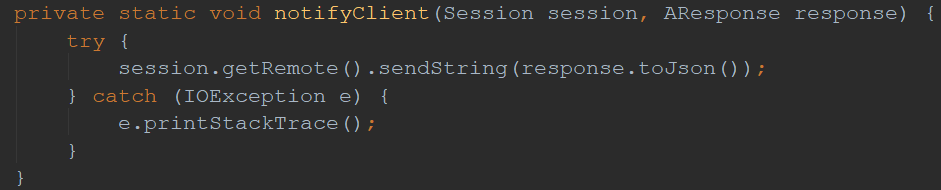 private static void notifyClient(Session session, AResponse response) {
    try {
        session.getRemote().sendString(response.toJson());
    } catch (IOException e) {
        e.printStackTrace();
    }
}